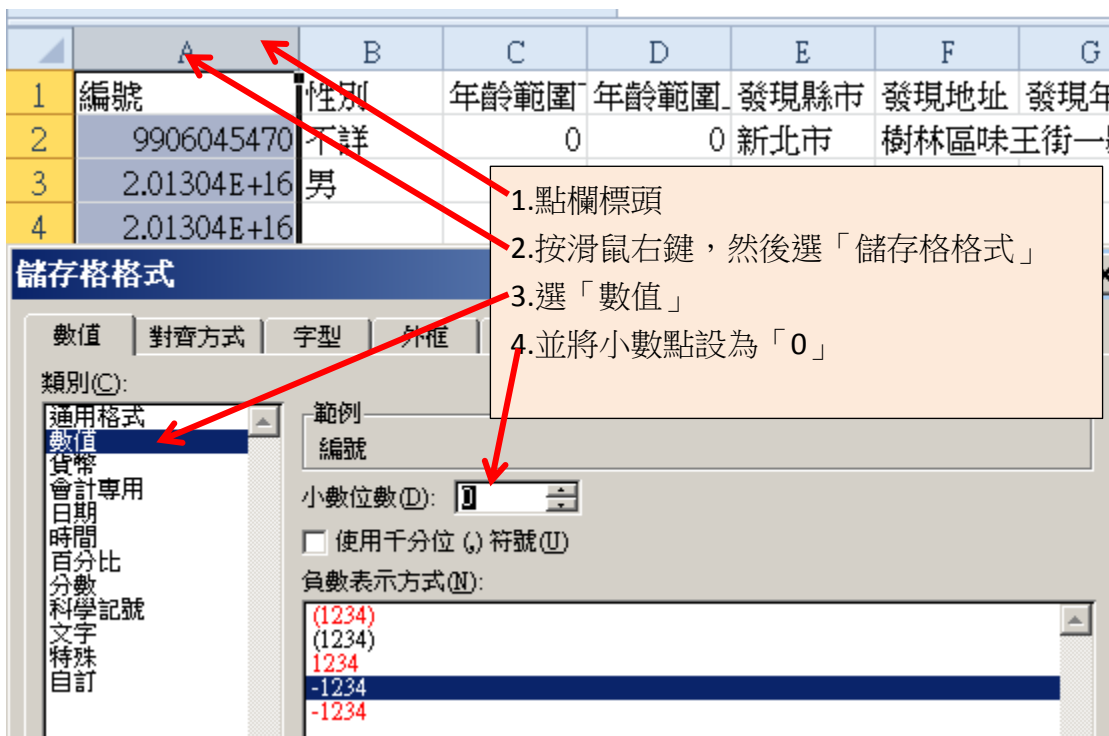 A B C D E F G
1 編號 性別 年齡範圍 年齡範圍 發現縣市 發現地址 發現年
2 9906045470 不詳 0 0 新北市 樹林區味王街一
3 2.01304E+16 男
4 2.01304E+16
1.點欄標頭
2.按滑鼠右鍵,然後選「儲存格格式」
3.選「數值」
4.並將小數點設為「0」
儲存格格式
數值 對齊方式 字型 外框
類別(C):
通用格式
數值
貨幣
會計專用
日期
時間
百分比
分數
科學記號
文字
特殊
自訂
範例
編號
小數位數(D): 0
使用千分位 (,) 符號(U)
負數表示方式(N):
(1234)
(1234)
1234
-1234
-1234